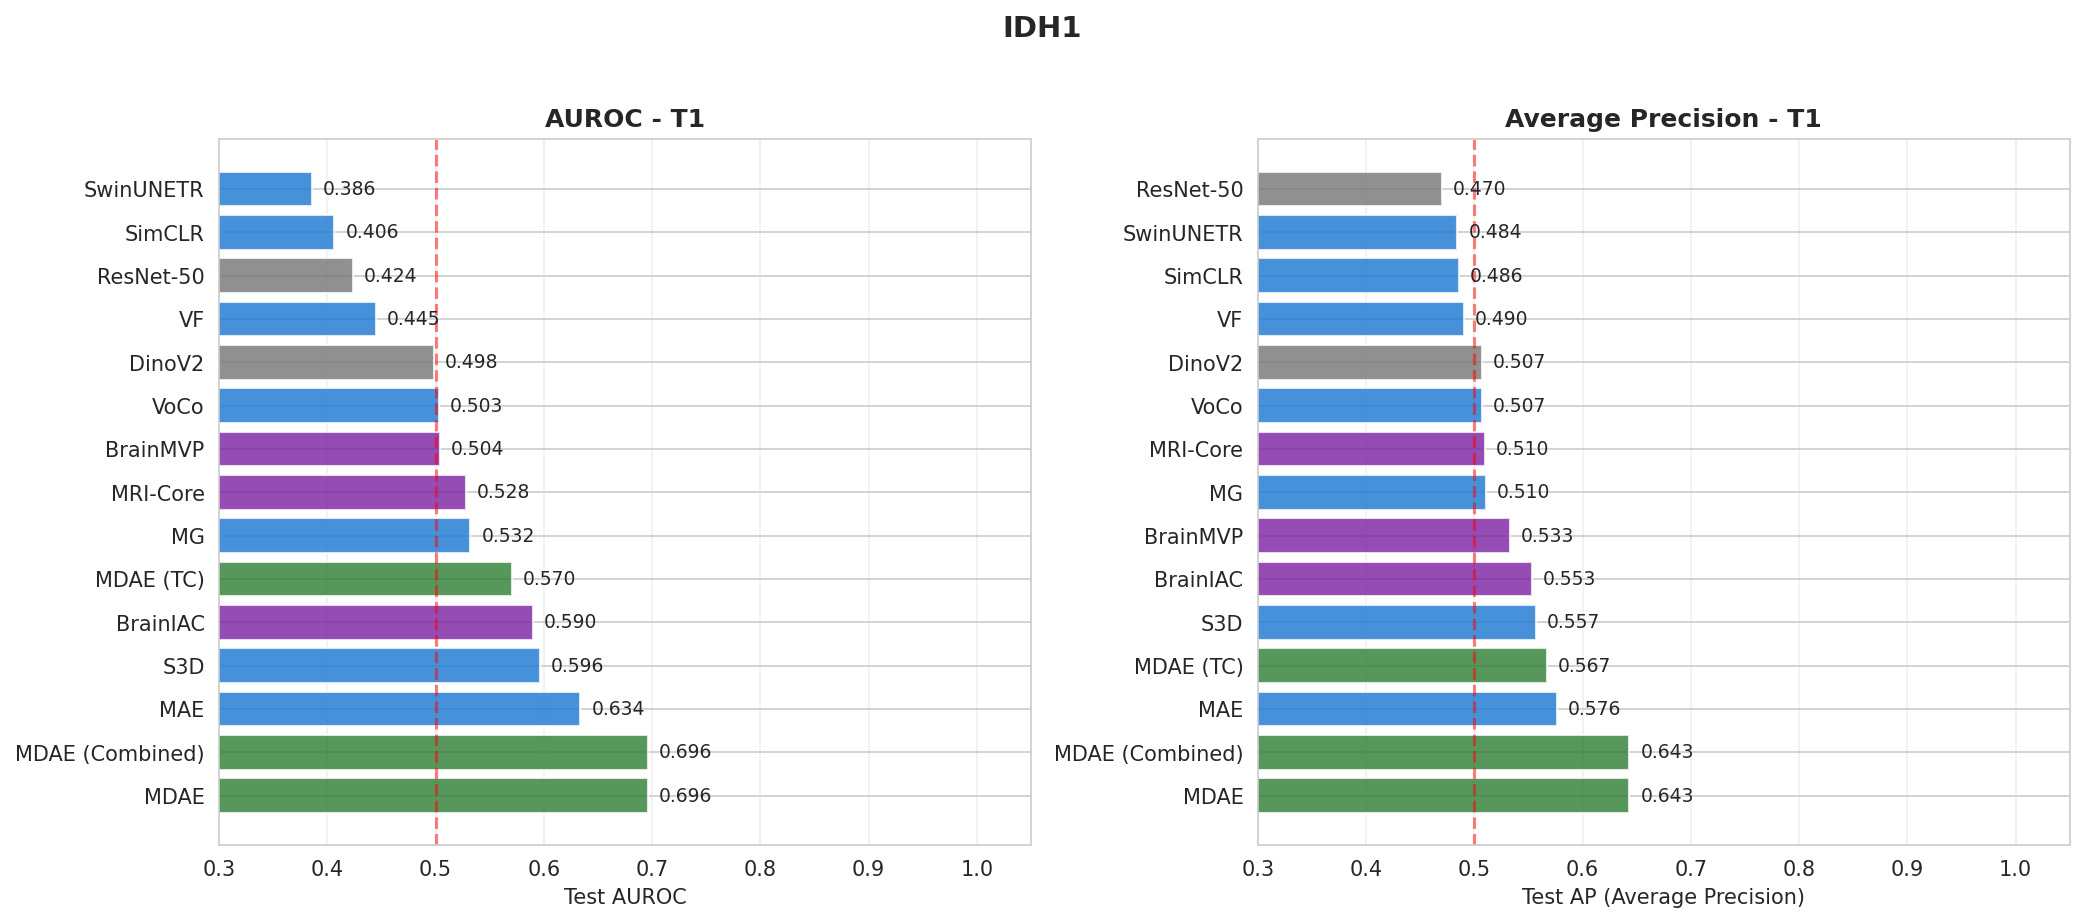 IDH1
AUROC - T1
SwinUNETR 0.386
SimCLR 0.406
ResNet-50 0.424
VF 0.445
DinoV2 0.498
VoCo 0.503
BrainMVP 0.504
MRI-Core 0.528
MG 0.532
MDAE (TC) 0.570
BrainIAC 0.590
S3D 0.596
MAE 0.634
MDAE (Combined) 0.696
MDAE 0.696
0.3 0.4 0.5 0.6 0.7 0.8 0.9 1.0
Test AUROC
Average Precision - T1
ResNet-50 0.470
SwinUNETR 0.484
SimCLR 0.486
VF 0.490
DinoV2 0.507
VoCo 0.507
MRI-Core 0.510
MG 0.510
BrainMVP 0.533
BrainIAC 0.553
S3D 0.557
MDAE (TC) 0.567
MAE 0.576
MDAE (Combined) 0.643
MDAE 0.643
0.3 0.4 0.5 0.6 0.7 0.8 0.9 1.0
Test AP (Average Precision)